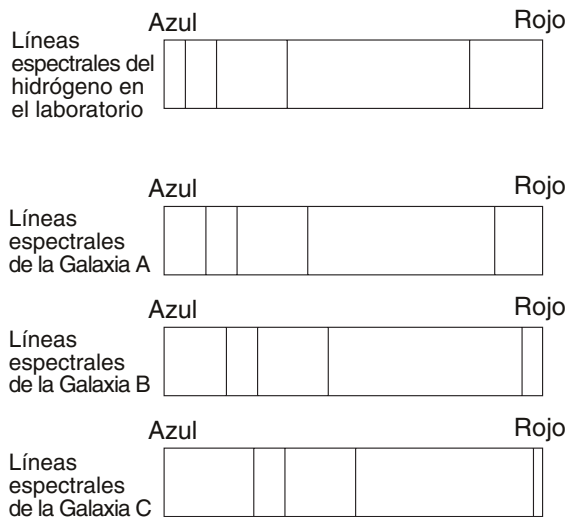 Azul Rojo
Líneas
espectrales del
hidrógeno en
el laboratorio
Azul Rojo
Líneas
espectrales
de la Galaxia A
Azul Rojo
Líneas
espectrales
de la Galaxia B
Azul Rojo
Líneas
espectrales
de la Galaxia C